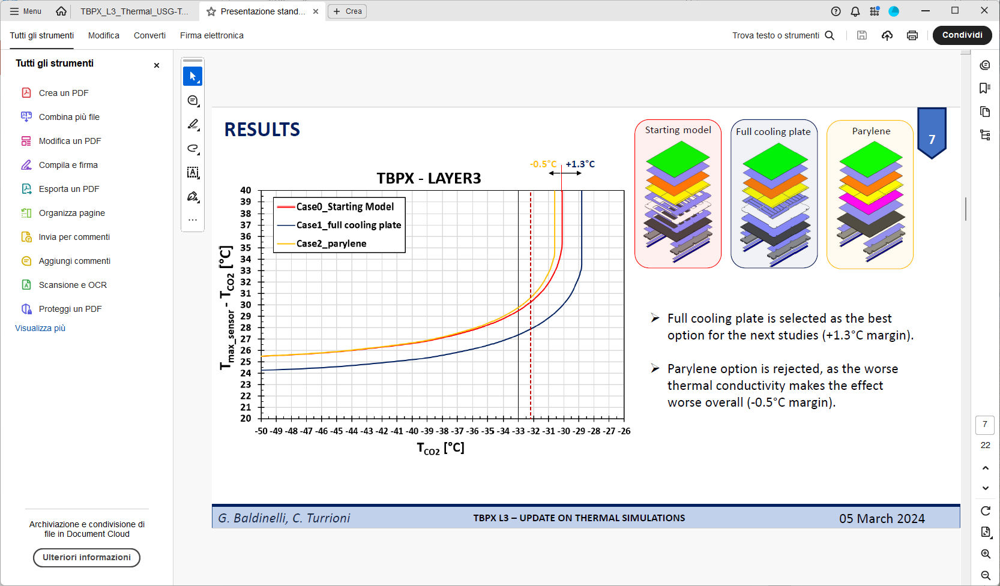 Menu
TBPX_L3_Thermal_USG-T...
Presentazione stand...
Crea
Tutti gli strumenti
Modifica
Converti
Firma elettronica
Trova testo o strumenti
Condividi
Tutti gli strumenti
Crea un PDF
Combina più file
Modifica un PDF
Compila e firma
Esporta un PDF
Organizza pagine
Invia per commenti
Aggiungi commenti
Scansione e OCR
Proteggi un PDF
Visualizza più
Archiviazione e condivisione di
file in Document Cloud
Ulteriori informazioni
RESULTS
Starting model
Full cooling plate
Parylene
7
-0.5°C
+1.3°C
TBPX - LAYER3
Case0_Starting Model
Case1_full cooling plate
Case2_parylene
Tmax_sensor - TCO2 [°C]
40
39
38
37
36
35
34
33
32
31
30
29
28
27
26
25
24
23
22
21
20
-50 -49 -48 -47 -46 -45 -44 -43 -42 -41 -40 -39 -38 -37 -36 -35 -34 -33 -32 -31 -30 -29 -28 -27 -26
TCO2 [°C]
➢ Full cooling plate is selected as the best
option for the next studies (+1.3°C margin).
➢ Parylene option is rejected, as the worse
thermal conductivity makes the effect
worse overall (-0.5°C margin).
G. Baldinelli, C. Turrioni
TBPX L3 – UPDATE ON THERMAL SIMULATIONS
05 March 2024
7
22